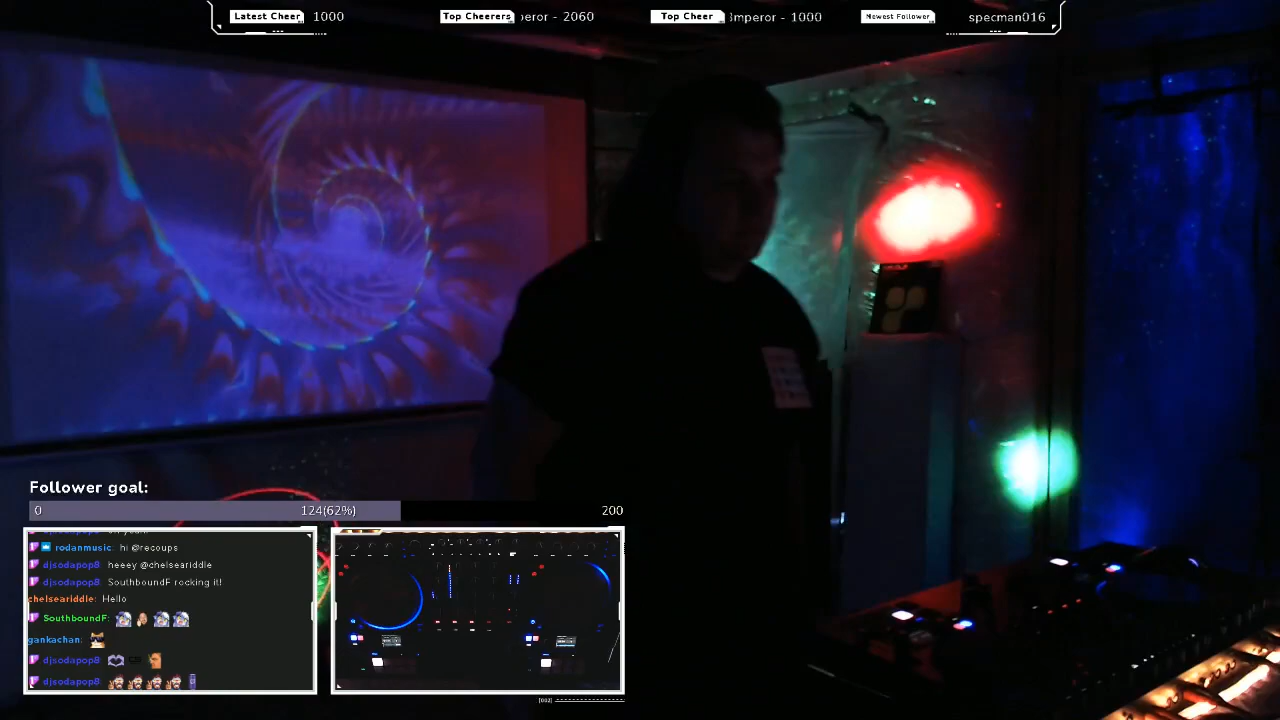 Latest Cheer 1000 Top Cheerers peror - 2060 Top Cheer Imperor - 1000 Newest Follower specman016
Follower goal:
0 124(62%) 200
rodanmusic: hi @recoups
djsodapop8: heeey @chelseariddle
djsodapop8: SouthboundF rocking it!
chelseariddle: Hello
SouthboundF:
gankachan:
djsodapop8:
djsodapop8: